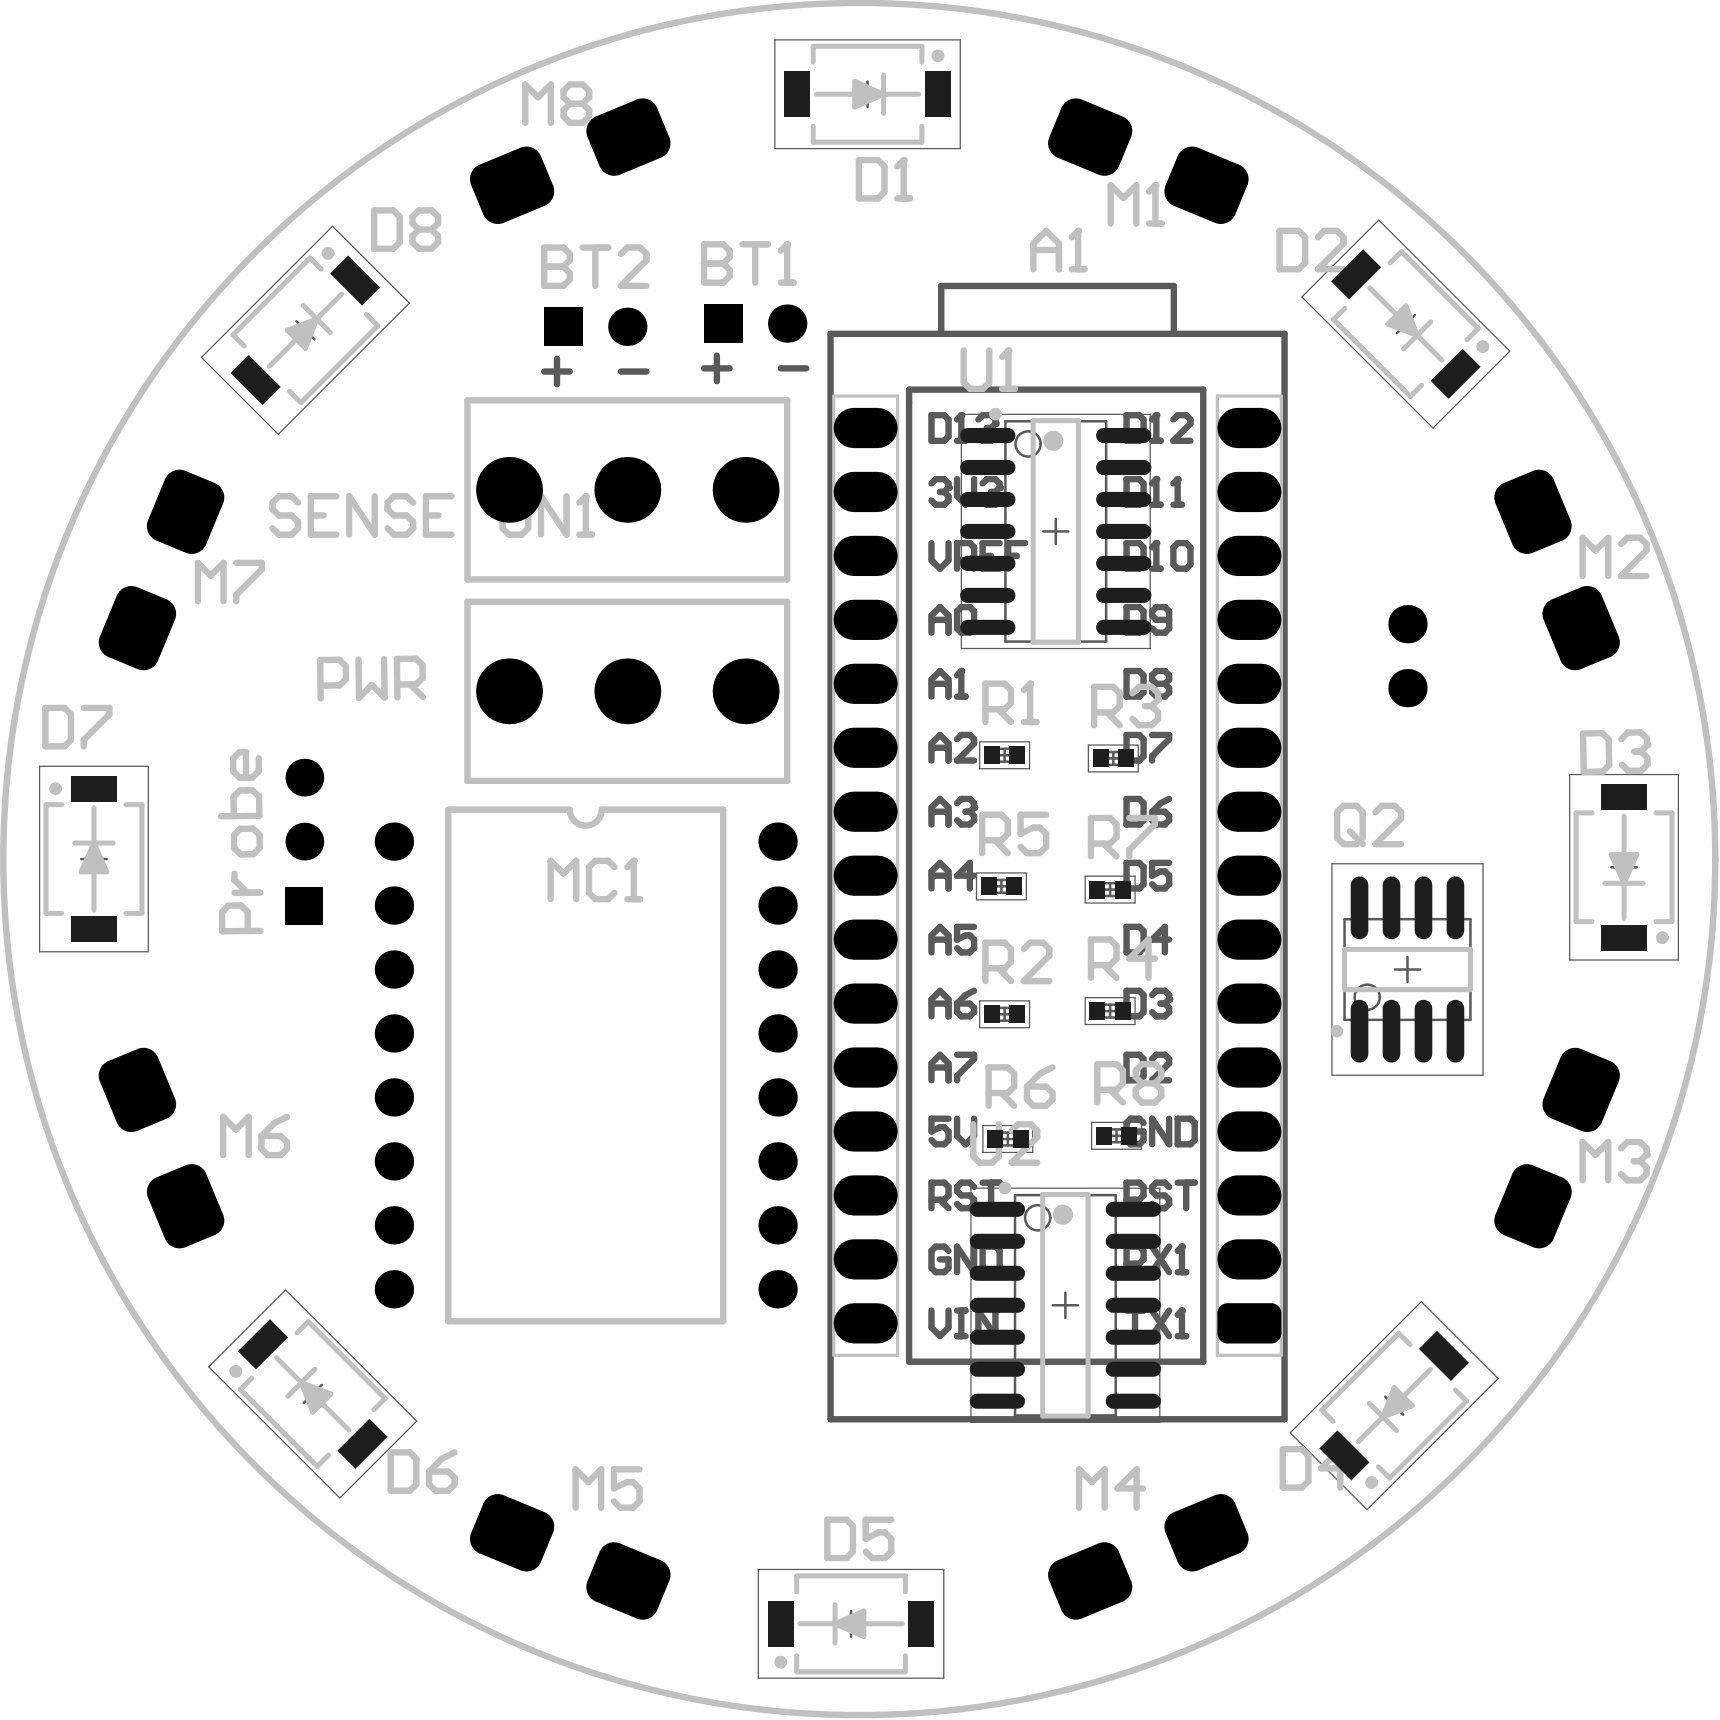 M8
D1
M1
D8
BT2
BT1
A1
D2
+ −
+ −
U1
D12
3V3
D11
SENSE
VREF
D10
M7
M2
A0
D9
PWR
A1
R1
R3
D8
D7
A2
D7
D3
Probe
A3
D6
R5
R7
Q2
MC1
A4
D5
A5
D4
R2
R4
A6
D3
A7
D2
R6
R8
M6
5V
GND
U2
M3
RST
RST
GND
RX1
VIN
TX1
D6
M5
M4
D4
D5